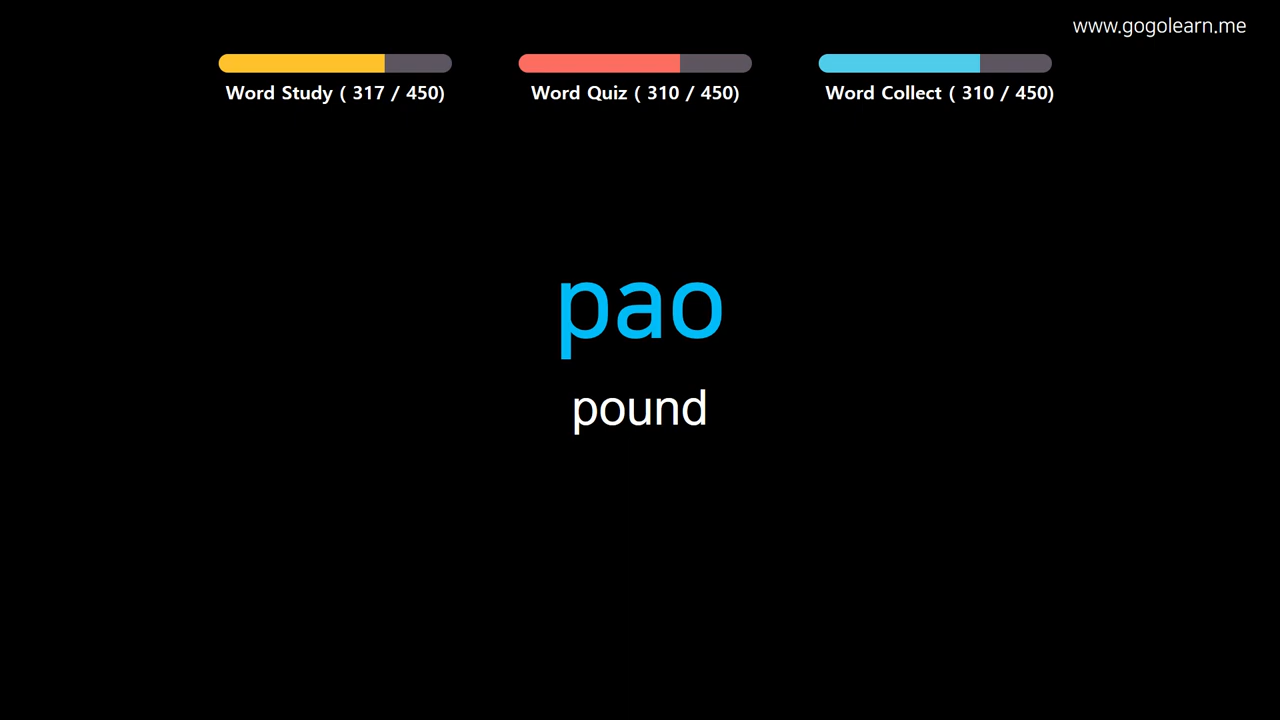 www.gogolearn.me
Word Study ( 317 / 450)
Word Quiz ( 310 / 450)
Word Collect ( 310 / 450)
pao
pound